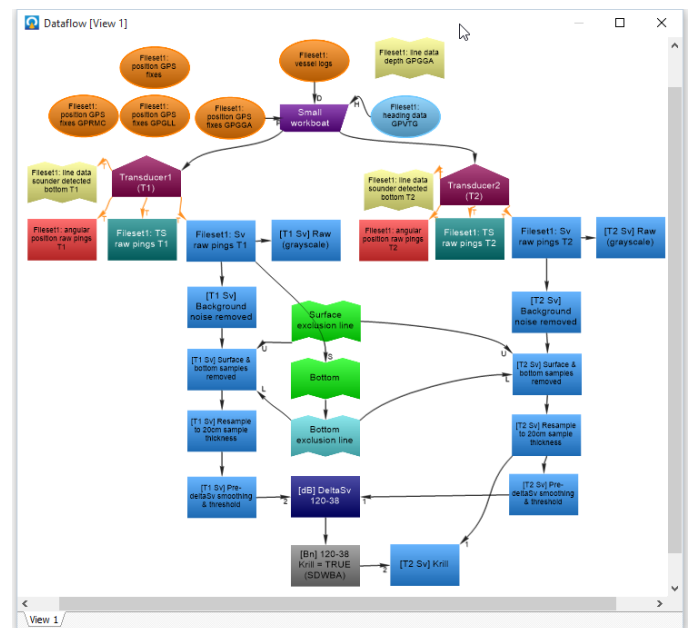 Dataflow [View 1]
Fileset1:
position GPS
fixes
Fileset1:
vessel logs
Fileset1: line data
depth GPGGA
Fileset1:
position GPS
fixes GPRMC
Fileset1:
position GPS
fixes GPGLL
Fileset1:
position GPS
fixes GPGGA
Small
workboat
Fileset1:
heading data
GPVTG
D
H
P
Fileset1: line data
sounder detected
bottom T1
Transducer1
(T1)
Fileset1: line data
sounder detected
bottom T2
Transducer2
(T2)
T
T
T
T
T
T
T
T
Fileset1: angular
position raw pings
T1
Fileset1: TS
raw pings T1
Fileset1: Sv
raw pings T1
[T1 Sv] Raw
(grayscale)
Fileset1: angular
position raw pings
T2
Fileset1: TS
raw pings T2
Fileset1: Sv
raw pings T2
[T2 Sv] Raw
(grayscale)
[T1 Sv]
Background
noise removed
Surface
exclusion line
[T2 Sv]
Background
noise removed
U
S
U
[T1 Sv] Surface &
bottom samples
removed
Bottom
[T2 Sv] Surface &
bottom samples
removed
L
L
[T1 Sv] Resample
to 20cm sample
thickness
Bottom
exclusion line
[T2 Sv] Resample
to 20cm sample
thickness
[T1 Sv] Pre-
deltaSv smoothing
& threshold
2
[dB] DeltaSv
120-38
1
[T2 Sv] Pre-
deltaSv smoothing
& threshold
[Bn] 120-38
Krill = TRUE
(SDWBA)
2
[T2 Sv] Krill
1
View 1